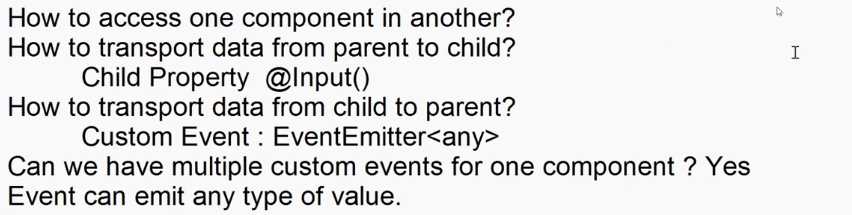 How to access one component in another?
How to transport data from parent to child?
Child Property @Input()
How to transport data from child to parent?
Custom Event : EventEmitter<any>
Can we have multiple custom events for one component ? Yes
Event can emit any type of value.